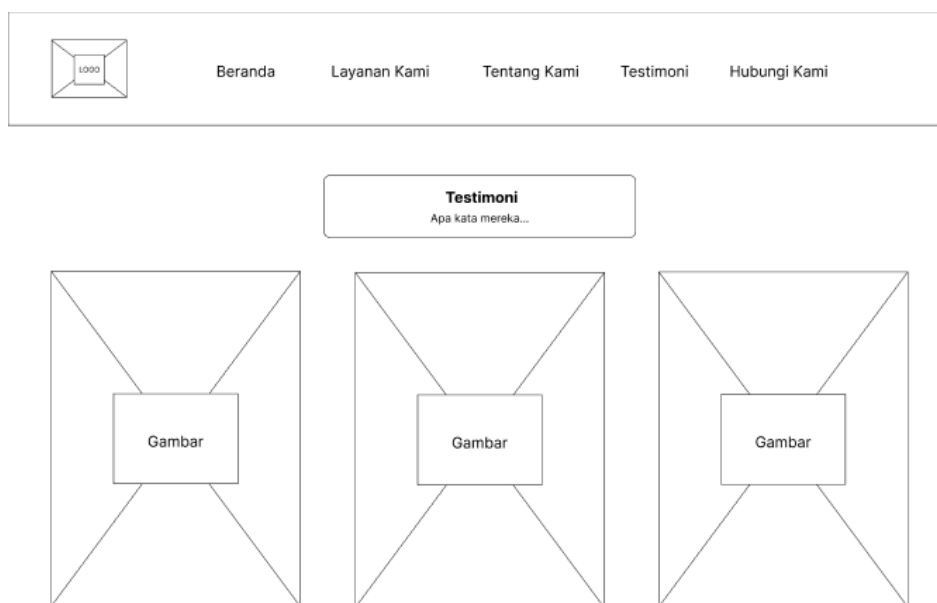 LOGO
Beranda Layanan Kami Tentang Kami Testimoni Hubungi Kami
Testimoni
Apa kata mereka...
Gambar Gambar Gambar